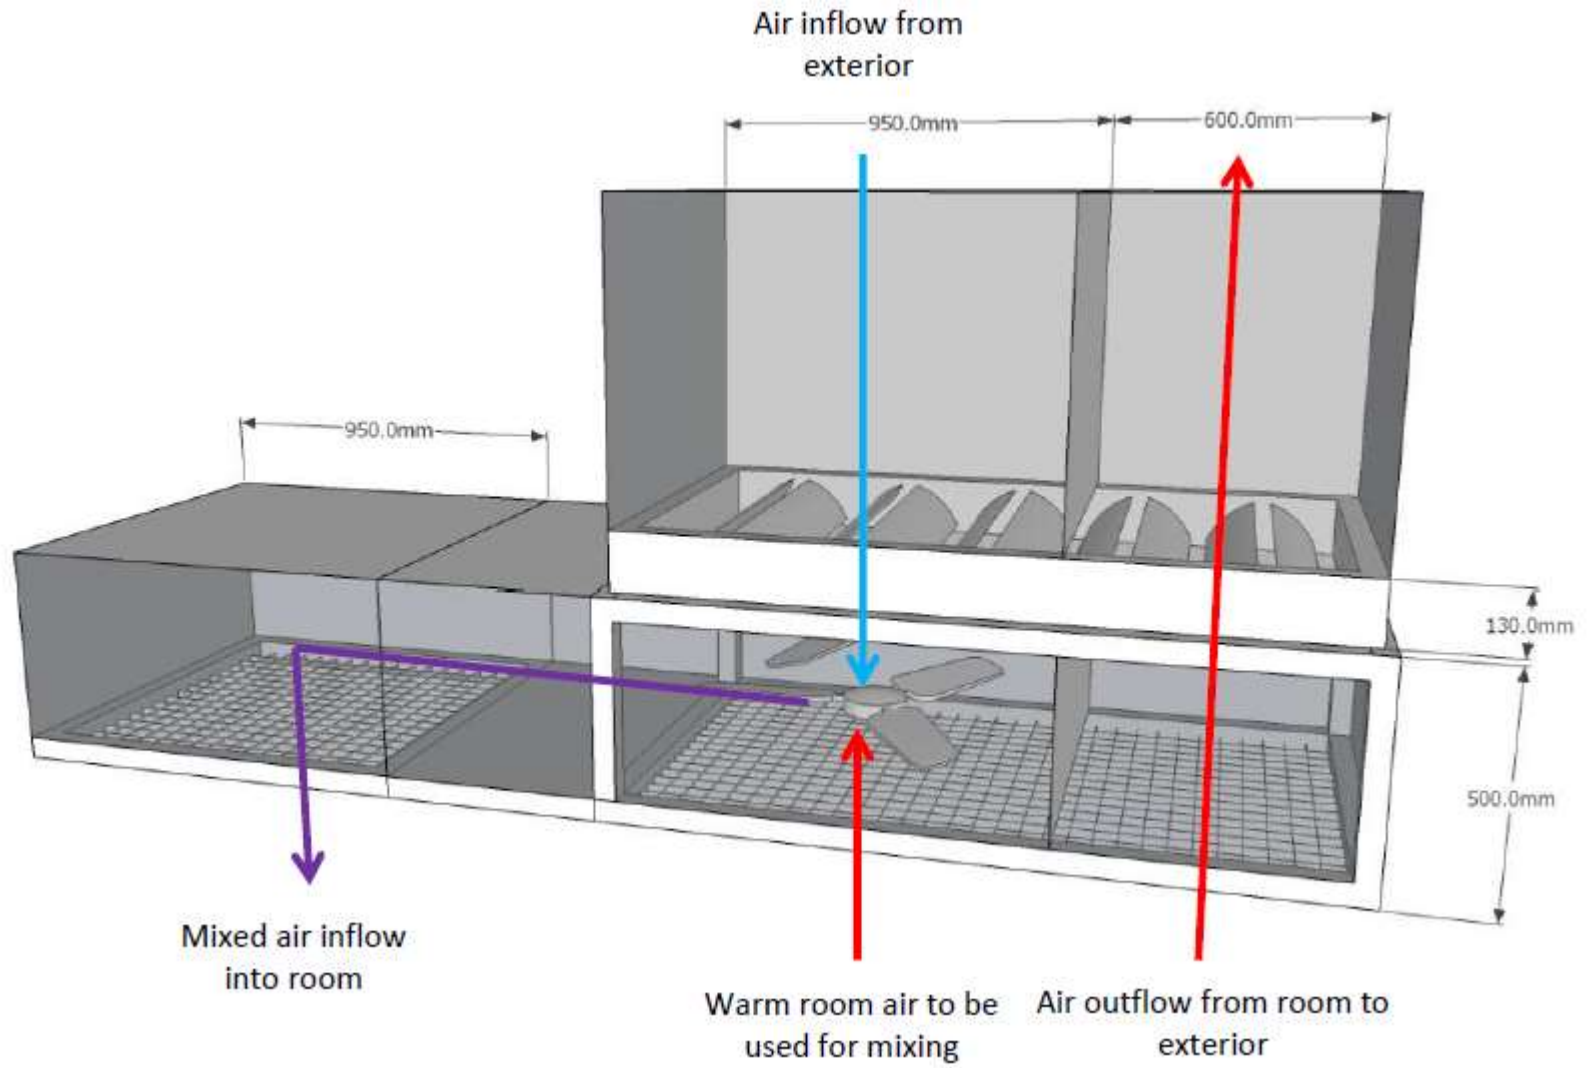 Air inflow from
exterior
950.0mm
600.0mm
950.0mm
130.0mm
500.0mm
Mixed air inflow
into room
Warm room air to be
used for mixing
Air outflow from room to
exterior